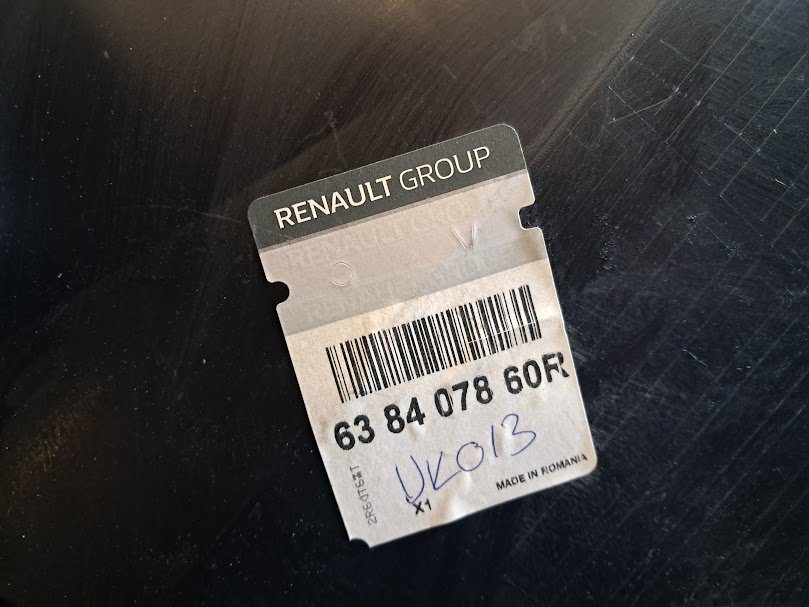 RENAULT GROUP
63 84 078 60R
UK013
X1
MADE IN ROMANIA